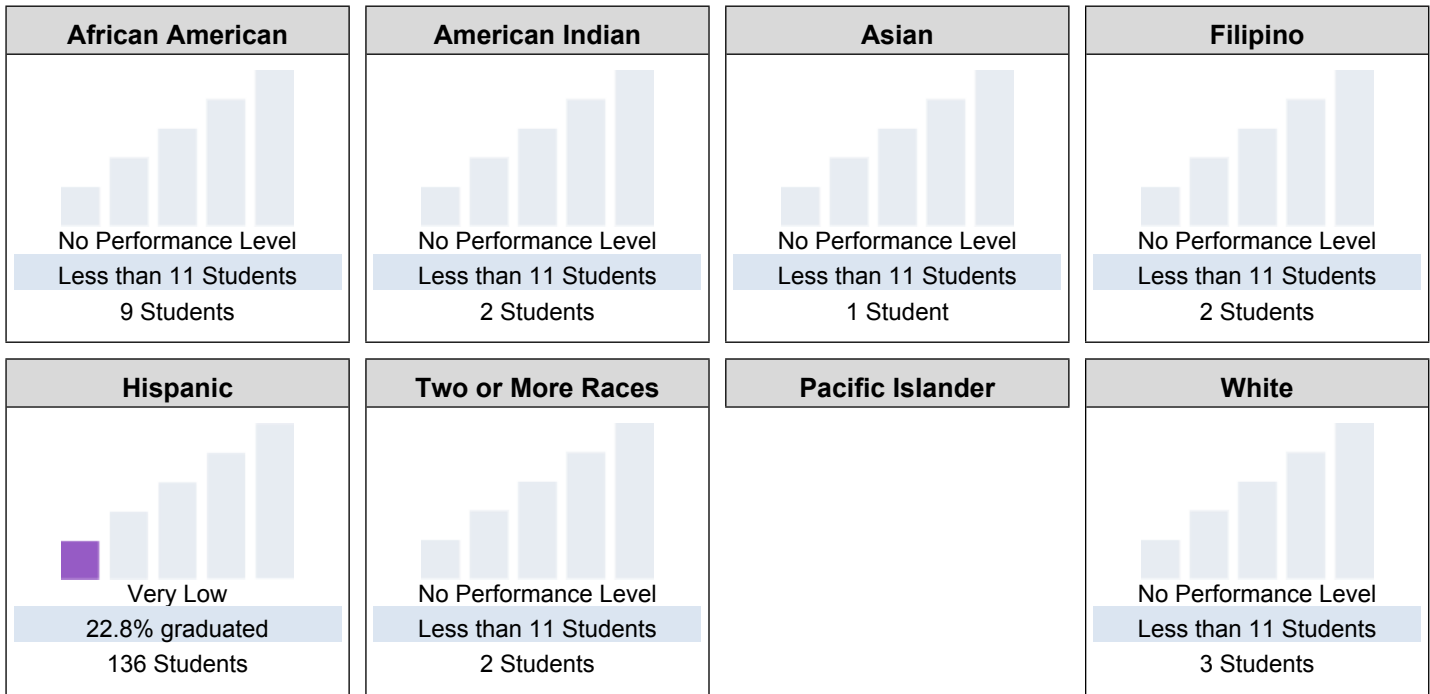 African American
No Performance Level
Less than 11 Students
9 Students
American Indian
No Performance Level
Less than 11 Students
2 Students
Asian
No Performance Level
Less than 11 Students
1 Student
Filipino
No Performance Level
Less than 11 Students
2 Students
Hispanic
Very Low
22.8% graduated
136 Students
Two or More Races
No Performance Level
Less than 11 Students
2 Students
Pacific Islander
White
No Performance Level
Less than 11 Students
3 Students